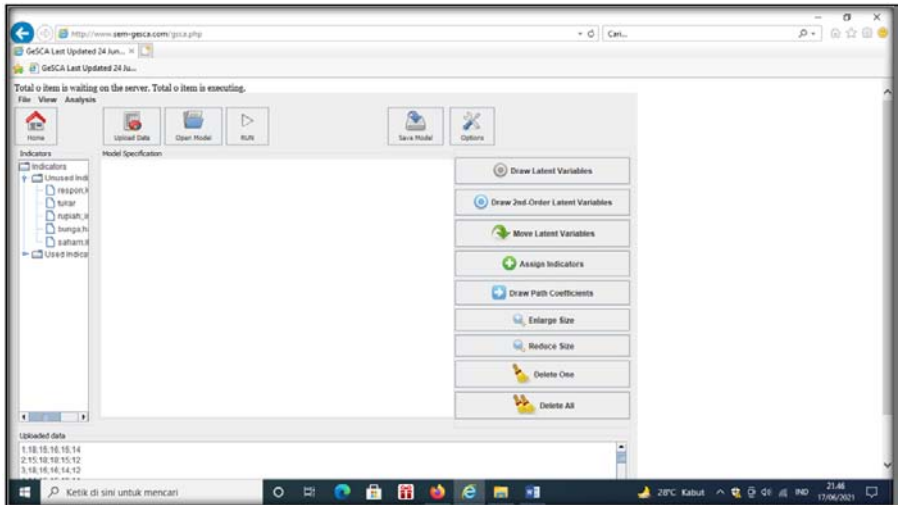 http://www.sem-gesca.com/gsca.php
Cari...
GeSCA Last Updated 24 Jun...
GeSCA Last Updated 24 Ju...
Total 0 item is waiting on the server. Total 0 item is executing.
File View Analysis
Home
Upload Data
Open Model
RUN
Save Model
Options
Indicators
Model Specification
Indicators
Unused Indi
respon;
tukar
rupiah;
bunga;
saham;
Used Indica
Draw Latent Variables
Draw 2nd-Order Latent Variables
Move Latent Variables
Assign Indicators
Draw Path Coefficients
Enlarge Size
Reduce Size
Delete One
Delete All
Uploaded data
1;18;15;16;15;14
2;15;18;18;15;12
3;18;16;16;14;12
Ketik di sini untuk mencari
28°C Kabut
IND
21.46
17/06/2021